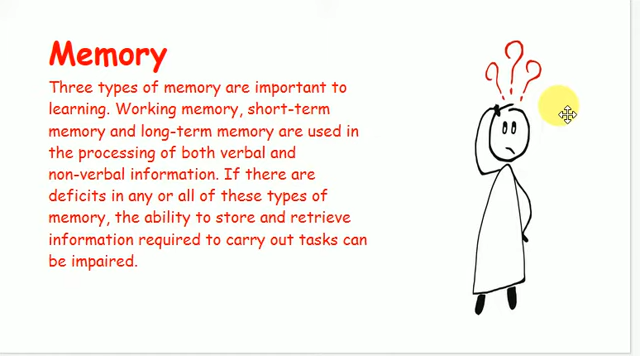 Memory
Three types of memory are important to
learning. Working memory, short-term
memory and long-term memory are used in
the processing of both verbal and
non-verbal information. If there are
deficits in any or all of these types of
memory, the ability to store and retrieve
information required to carry out tasks can
be impaired.
???